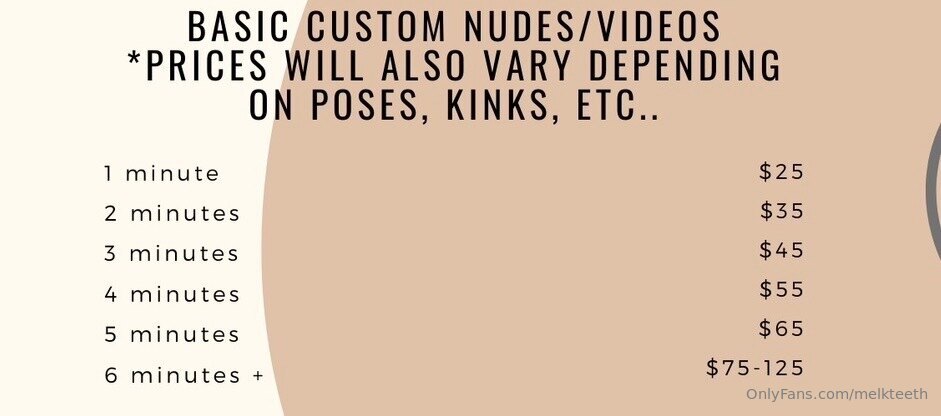 BASIC CUSTOM NUDES/VIDEOS
*PRICES WILL ALSO VARY DEPENDING
ON POSES, KINKS, ETC..
1 minute $25
2 minutes $35
3 minutes $45
4 minutes $55
5 minutes $65
6 minutes + $75-125
OnlyFans.com/melkteeth